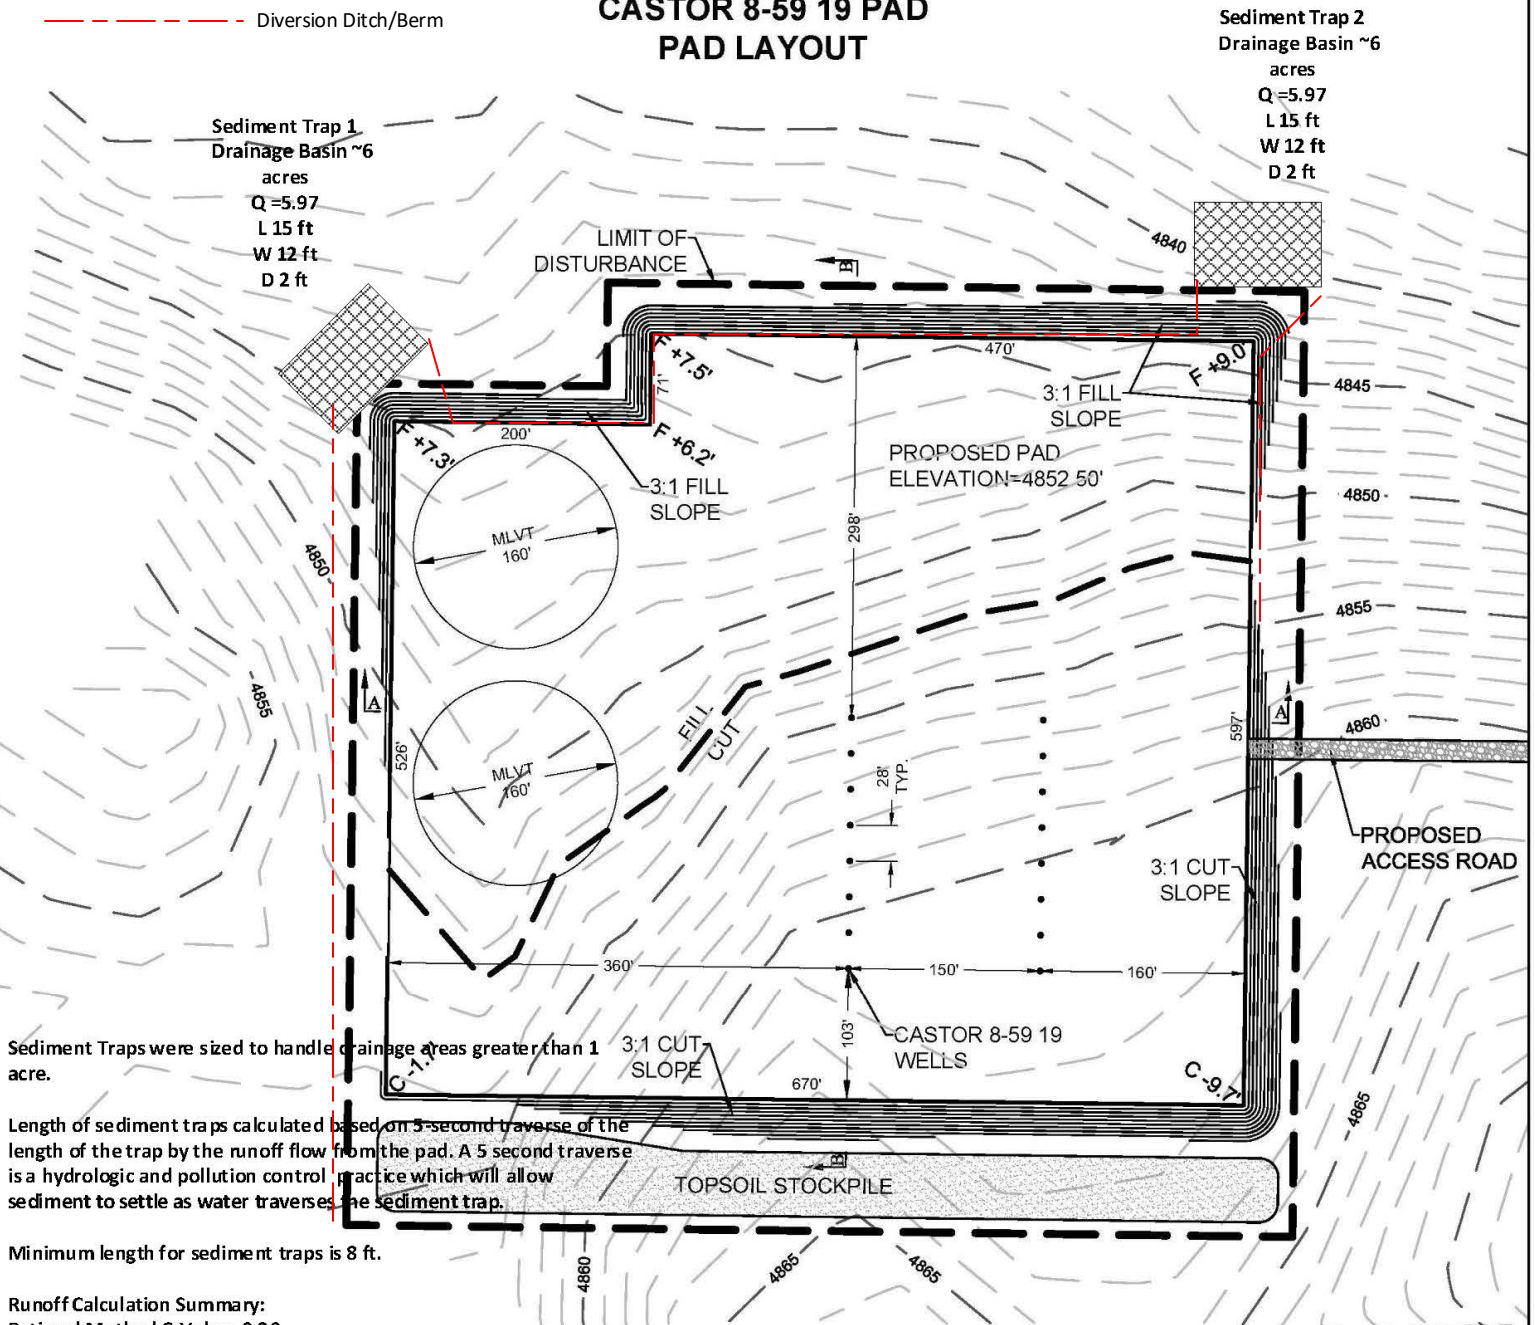 Diversion Ditch/Berm
CASTOR 8-59 19 PAD
PAD LAYOUT
Sediment Trap 2
Drainage Basin ~6
acres
Q =5.97
L 15 ft
W 12 ft
D 2 ft
Sediment Trap 1
Drainage Basin ~6
acres
Q =5.97
L 15 ft
W 12 ft
D 2 ft
LIMIT OF
DISTURBANCE
B
4840
F +7.5'
71'
470'
F +9.0'
4845
3:1 FILL
SLOPE
200'
F +7.3'
F +6.2'
3:1 FILL
SLOPE
PROPOSED PAD
ELEVATION=4852 50'
4850
MLVT
160'
298'
4850
4855
4855
A
FILL
CUT
A
597'
4860
526'
MLVT
160'
28'
TYP.
PROPOSED
ACCESS ROAD
3:1 CUT
SLOPE
360'
150'
160'
103'
CASTOR 8-59 19
WELLS
3:1 CUT
SLOPE
C -1.7'
C -9.7'
670'
4865
Sediment Traps were sized to handle drainage areas greater than 1
acre.
Length of sediment traps calculated based on 5-second traverse of the
length of the trap by the runoff flow from the pad. A 5 second traverse
is a hydrologic and pollution control practice which will allow
sediment to settle as water traverses the sediment trap.
B
TOPSOIL STOCKPILE
Minimum length for sediment traps is 8 ft.
4860
4865
4865
Runoff Calculation Summary: